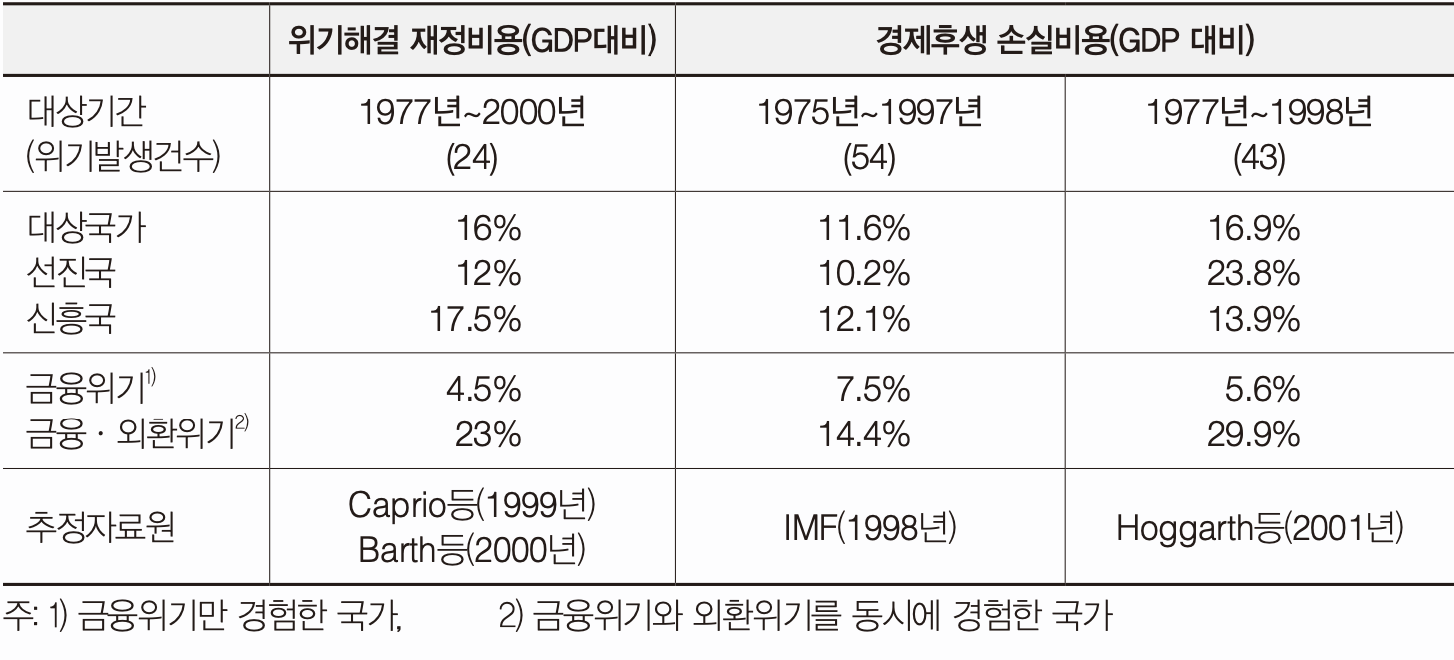 위기해결 재정비용(GDP대비) 경제후생 손실비용(GDP 대비)
대상기간 1977년~2000년 1975년~1997년 1977년~1998년
(위기발생건수) (24) (54) (43)
대상국가 16% 11.6% 16.9%
선진국 12% 10.2% 23.8%
신흥국 17.5% 12.1% 13.9%
금융위기1) 4.5% 7.5% 5.6%
금융·외환위기2) 23% 14.4% 29.9%
추정자료원 Caprio등(1999년) IMF(1998년) Hoggarth등(2001년)
Barth등(2000년)
주: 1) 금융위기만 경험한 국가, 2) 금융위기와 외환위기를 동시에 경험한 국가